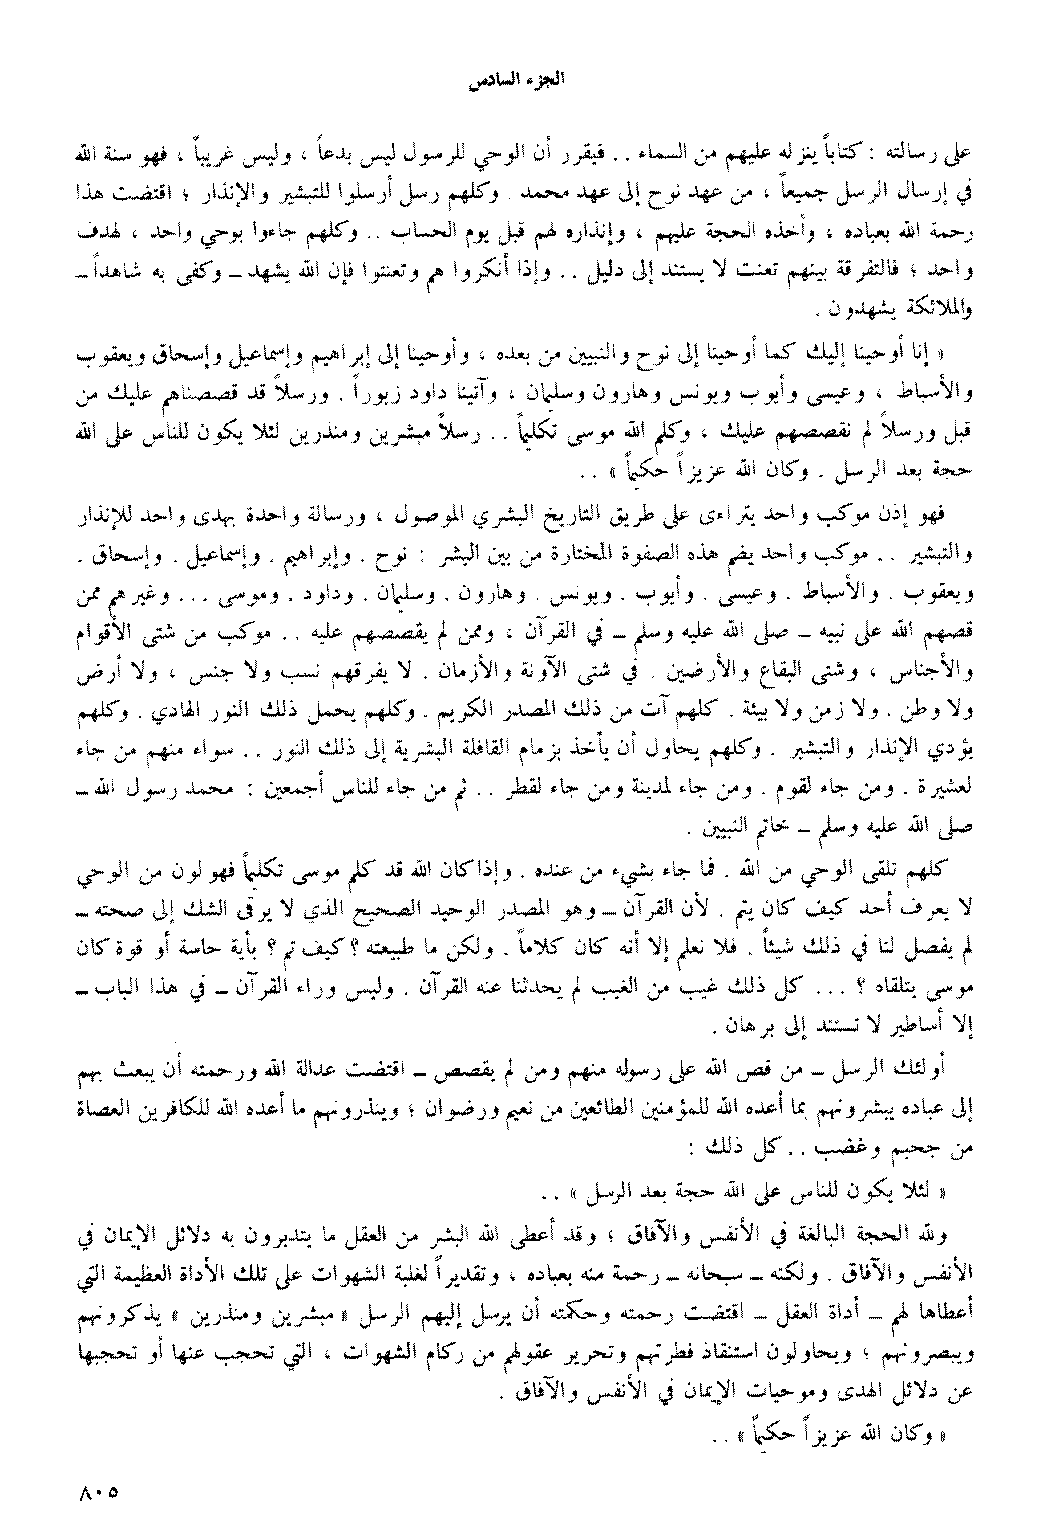 الجزء السادس
على رسالته : كتاباً ينزله عليهم من السماء .. فيقرر أن الوحي للرسول ليس بدعاً ، وليس غريباً ، فهو سنة الله
في إرسال الرسل جميعاً ، من عهد نوح إلى عهد محمد . وكلهم رسل أرسلوا للتبشير والإنذار ؛ اقتضت هذا
رحمة الله بعباده ، وأخذه الحجة عليهم ، وإنذاره لهم قبل يوم الحساب .. وكلهم جاءوا بوحي واحد ، لهدف
واحد ؛ فالتفرقة بينهم تعنت لا يستند إلى دليل .. وإذا أنكروا هم وتعنتوا فإن الله يشهد – وكفى به شاهداً –
والملائكة يشهدون .
« إنا أوحينا إليك كما أوحينا إلى نوح والنبيين من بعده ، وأوحينا إلى إبراهيم وإسماعيل وإسحاق ويعقوب
والأسباط ، وعيسى وأيوب ويونس وهارون وسليمان ، وآتينا داود زبوراً . ورسلاً قد قصصناهم عليك من
قبل ورسلاً لم نقصصهم عليك ، وكلم الله موسى تكليماً .. رسلاً مبشرين ومنذرين لئلا يكون للناس على الله
حجة بعد الرسل . وكان الله عزيزاً حكيماً » ..
فهو إذن موكب واحد يتراءى على طريق التاريخ البشري الموصول ، ورسالة واحدة بهدى واحد للإنذار
والتبشير .. موكب واحد يضم هذه الصفوة المختارة من بين البشر : نوح . وإبراهيم . وإسماعيل . وإسحاق .
ويعقوب . والأسباط . وعيسى . وأيوب . ويونس . وهارون . وسليمان . وداود . وموسى ... وغيرهم ممن
قصهم الله على نبيه – صلى الله عليه وسلم – في القرآن ، وممن لم يقصصهم عليه .. موكب من شتى الأقوام
والأجناس ، وشتى البقاع والأرضين . في شتى الآونة والأزمان . لا يفرقهم نسب ولا جنس ، ولا أرض
ولا وطن . ولا زمن ولا بيئة . كلهم آت من ذلك المصدر الكريم . وكلهم يحمل ذلك النور الهادي . وكلهم
يؤدي الإنذار والتبشير . وكلهم يحاول أن يأخذ بزمام القافلة البشرية إلى ذلك النور .. سواء منهم من جاء
لعشيرة . ومن جاء لقوم . ومن جاء لمدينة ومن جاء لقطر .. ثم من جاء للناس أجمعين : محمد رسول الله –
صلى الله عليه وسلم – خاتم النبيين .
كلهم تلقى الوحي من الله . فما جاء بشيء من عنده . وإذا كان الله قد كلم موسى تكليماً فهو لون من الوحي
لا يعرف أحد كيف كان يتم . لأن القرآن – وهو المصدر الوحيد الصحيح الذي لا يرقى الشك إلى صحته –
لم يفصل لنا في ذلك شيئاً . فلا نعلم إلا أنه كان كلاماً . ولكن ما طبيعته ؟ كيف تم ؟ بأية حاسة أو قوة كان
موسى يتلقاه ؟ ... كل ذلك غيب من الغيب لم يحدثنا عنه القرآن . وليس وراء القرآن – في هذا الباب –
إلا أساطير لا تستند إلى برهان .
أولئك الرسل – من قص الله على رسوله منهم ومن لم يقصص – اقتضت عدالة الله ورحمته أن يبعث بهم
إلى عباده يبشرونهم بما أعده الله للمؤمنين الطائعين من نعيم ورضوان ؛ وينذرونهم ما أعده الله للكافرين العصاة
من جحيم وغضب .. كل ذلك :
« لئلا يكون للناس على الله حجة بعد الرسل » ..
ولله الحجة البالغة في الأنفس والآفاق ؛ وقد أعطى الله البشر من العقل ما يتدبرون به دلائل الإيمان في
الأنفس والآفاق . ولكنه – سبحانه – رحمة منه بعباده ، وتقديراً لغلبة الشهوات على تلك الأداة العظيمة التي
أعطاها لهم – أداة العقل – اقتضت رحمته وحكمته أن يرسل إليهم الرسل « مبشرين ومنذرين » يذكرونهم
ويبصرونهم ؛ ويحاولون استنقاذ فطرتهم وتحرير عقولهم من ركام الشهوات ، التي تحجب عنها أو تحجبها
عن دلائل الهدى وموحيات الإيمان في الأنفس والآفاق .
« وكان الله عزيزاً حكيماً » ..
٨٠٥